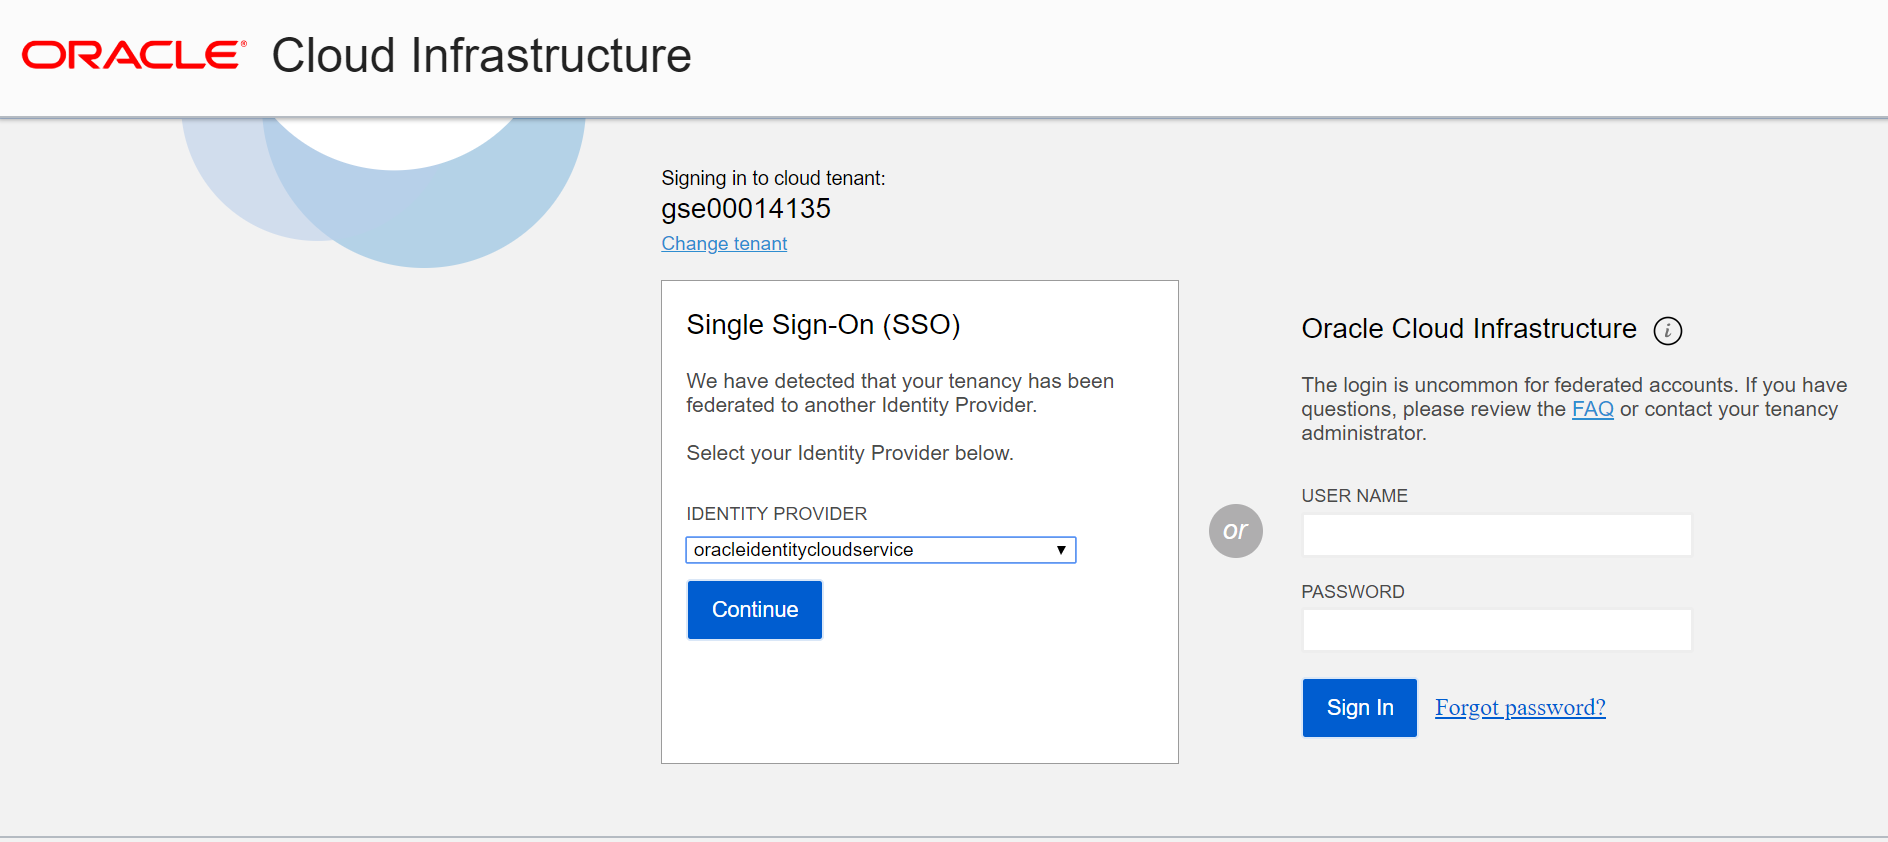 ORACLE® Cloud Infrastructure
Signing in to cloud tenant:
gse00014135
Change tenant
Single Sign-On (SSO)
We have detected that your tenancy has been
federated to another Identity Provider.
Select your Identity Provider below.
IDENTITY PROVIDER
oracleidentitycloudservice
Continue
or
Oracle Cloud Infrastructure i
The login is uncommon for federated accounts. If you have
questions, please review the FAQ or contact your tenancy
administrator.
USER NAME
PASSWORD
Sign In Forgot password?